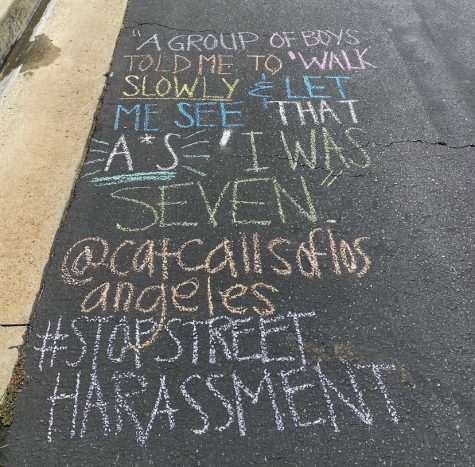 "A GROUP OF BOYS
TOLD ME TO 'WALK
SLOWLY & LET
ME SEE THAT
A*S' I WAS
SEVEN"
@catcallsoflos
angeles
#STOPSTREET
HARASSMENT